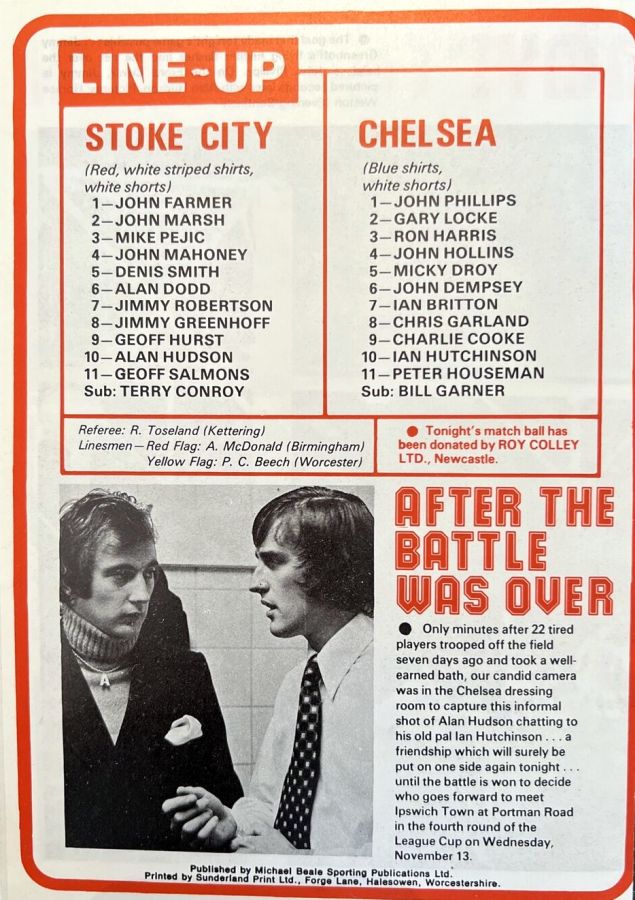 LINE-UP
STOKE CITY
(Red, white striped shirts,
white shorts)
1—JOHN FARMER
2—JOHN MARSH
3—MIKE PEJIC
4—JOHN MAHONEY
5—DENIS SMITH
6—ALAN DODD
7—JIMMY ROBERTSON
8—JIMMY GREENHOFF
9—GEOFF HURST
10—ALAN HUDSON
11—GEOFF SALMONS
Sub: TERRY CONROY
CHELSEA
(Blue shirts,
white shorts)
1—JOHN PHILLIPS
2—GARY LOCKE
3—RON HARRIS
4—JOHN HOLLINS
5—MICKY DROY
6—JOHN DEMPSEY
7—IAN BRITTON
8—CHRIS GARLAND
9—CHARLIE COOKE
10—IAN HUTCHINSON
11—PETER HOUSEMAN
Sub: BILL GARNER
Referee: R. Toseland (Kettering)
Linesmen—Red Flag: A. McDonald (Birmingham)
Yellow Flag: P. C. Beech (Worcester)
● Tonight's match ball has
been donated by ROY COLLEY
LTD., Newcastle.
A
AFTER THE
BATTLE
WAS OVER
● Only minutes after 22 tired
players trooped off the field
seven days ago and took a well-
earned bath, our candid camera
was in the Chelsea dressing
room to capture this informal
shot of Alan Hudson chatting to
his old pal Ian Hutchinson . . . a
friendship which will surely be
put on one side again tonight . . .
until the battle is won to decide
who goes forward to meet
Ipswich Town at Portman Road
in the fourth round of the
League Cup on Wednesday,
November 13.
Published by Michael Beale Sporting Publications Ltd.
Printed by Sunderland Print Ltd., Forge Lane, Halesowen, Worcestershire.